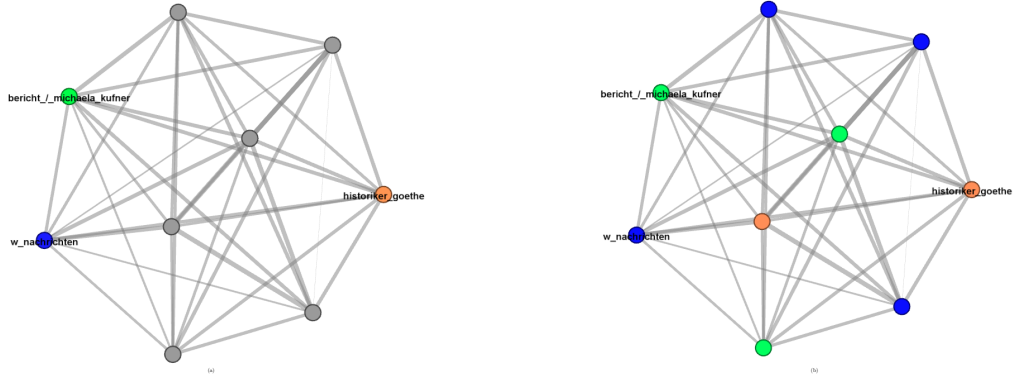 bericht_/_michaela_kufner
historiker_goethe
w_nachrichten
(a)
bericht_/_michaela_kufner
historiker_goethe
w_nachrichten
(b)